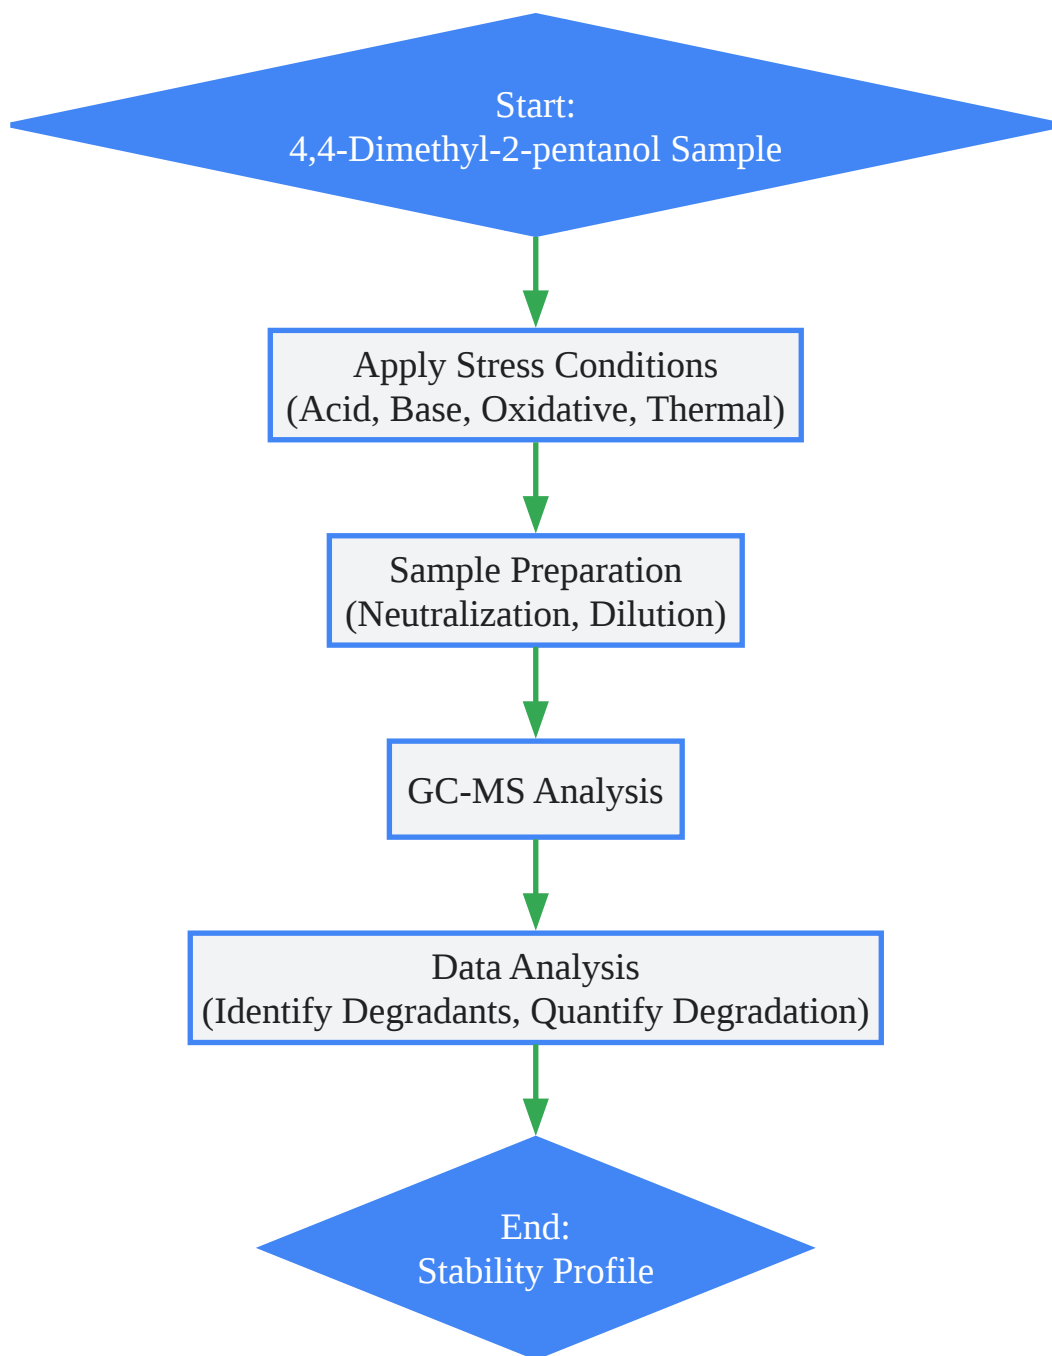 Start:
4,4-Dimethyl-2-pentanol Sample
Apply Stress Conditions
(Acid, Base, Oxidative, Thermal)
Sample Preparation
(Neutralization, Dilution)
GC-MS Analysis
Data Analysis
(Identify Degradants, Quantify Degradation)
End:
Stability Profile